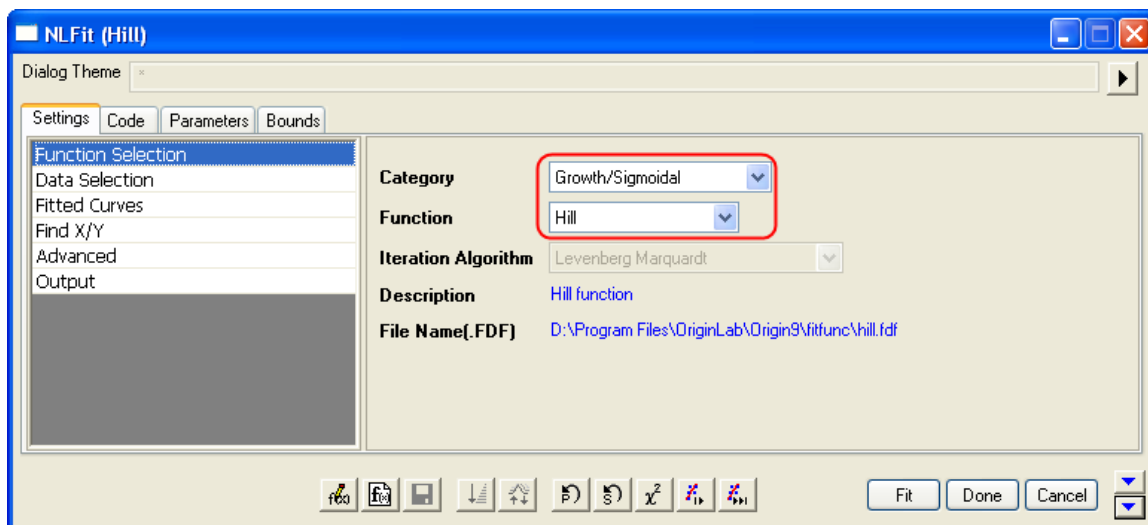 NLFit (Hill)
Dialog Theme *
Settings Code Parameters Bounds
Function Selection
Data Selection
Fitted Curves
Find X/Y
Advanced
Output
Category Growth/Sigmoidal
Function Hill
Iteration Algorithm Levenberg Marquardt
Description Hill function
File Name(.FDF) D:\Program Files\OriginLab\Origin9\fitfunc\hill.fdf
Fit Done Cancel